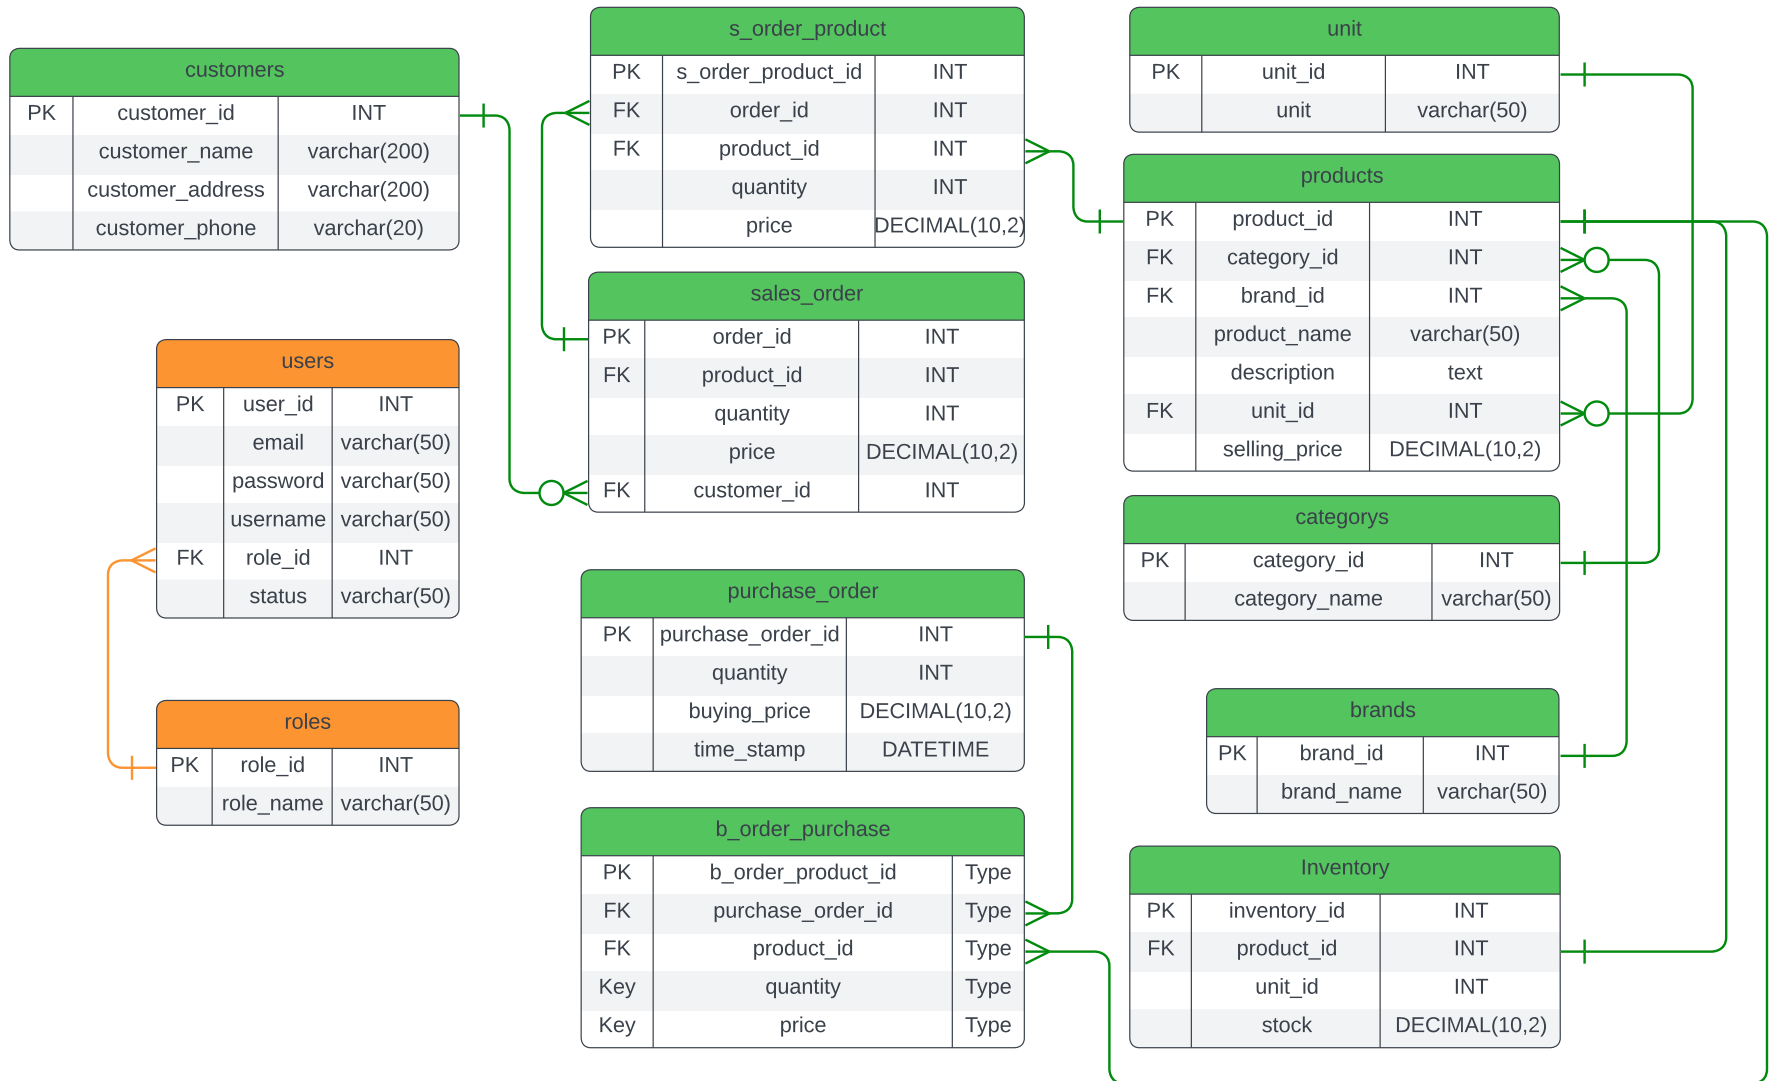 customers
PK customer_id INT
customer_name varchar(200)
customer_address varchar(200)
customer_phone varchar(20)
users
PK user_id INT
email varchar(50)
password varchar(50)
username varchar(50)
FK role_id INT
status varchar(50)
roles
PK role_id INT
role_name varchar(50)
s_order_product
PK s_order_product_id INT
FK order_id INT
FK product_id INT
quantity INT
price DECIMAL(10,2)
sales_order
PK order_id INT
FK product_id INT
quantity INT
price DECIMAL(10,2)
FK customer_id INT
purchase_order
PK purchase_order_id INT
quantity INT
buying_price DECIMAL(10,2)
time_stamp DATETIME
b_order_purchase
PK b_order_product_id Type
FK purchase_order_id Type
FK product_id Type
Key quantity Type
Key price Type
unit
PK unit_id INT
unit varchar(50)
products
PK product_id INT
FK category_id INT
FK brand_id INT
product_name varchar(50)
description text
FK unit_id INT
selling_price DECIMAL(10,2)
categorys
PK category_id INT
category_name varchar(50)
brands
PK brand_id INT
brand_name varchar(50)
Inventory
PK inventory_id INT
FK product_id INT
unit_id INT
stock DECIMAL(10,2)